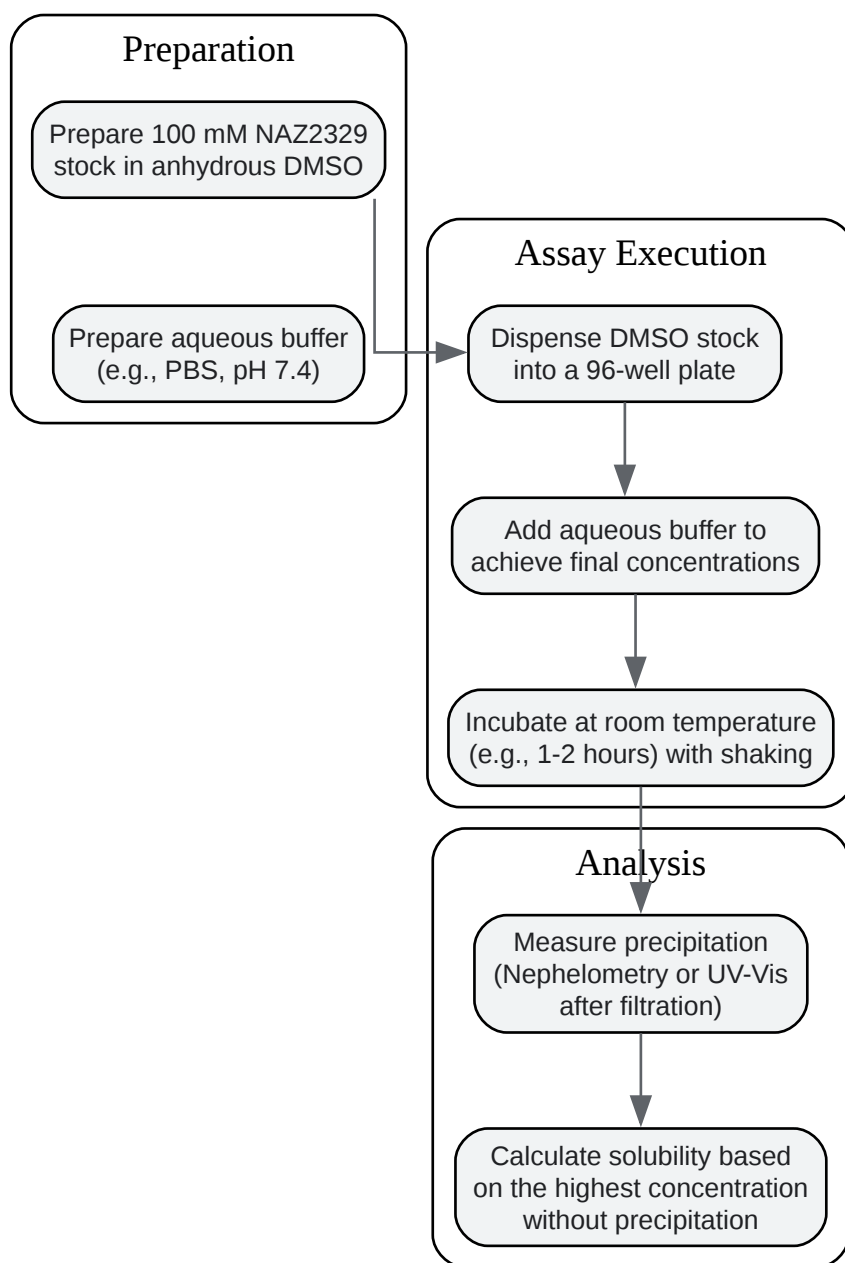 Preparation
Prepare 100 mM NAZ2329
stock in anhydrous DMSO
Prepare aqueous buffer
(e.g., PBS, pH 7.4)
Assay Execution
Dispense DMSO stock
into a 96-well plate
Add aqueous buffer to
achieve final concentrations
Incubate at room temperature
(e.g., 1-2 hours) with shaking
Analysis
Measure precipitation
(Nephelometry or UV-Vis
after filtration)
Calculate solubility based
on the highest concentration
without precipitation